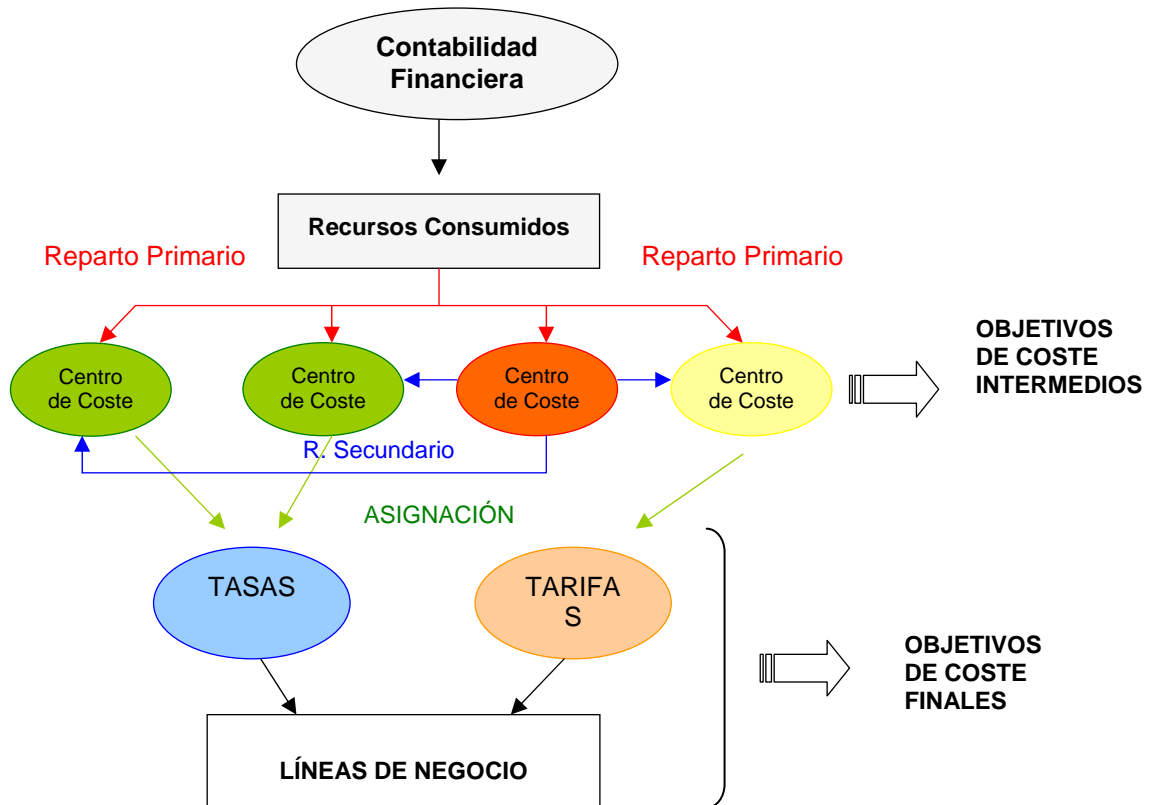 Contabilidad
Financiera
Recursos Consumidos
Reparto Primario
Reparto Primario
Centro
de Coste
Centro
de Coste
Centro
de Coste
Centro
de Coste
OBJETIVOS
DE COSTE
INTERMEDIOS
R. Secundario
ASIGNACIÓN
TASAS
TARIFA
S
OBJETIVOS
DE COSTE
FINALES
LÍNEAS DE NEGOCIO